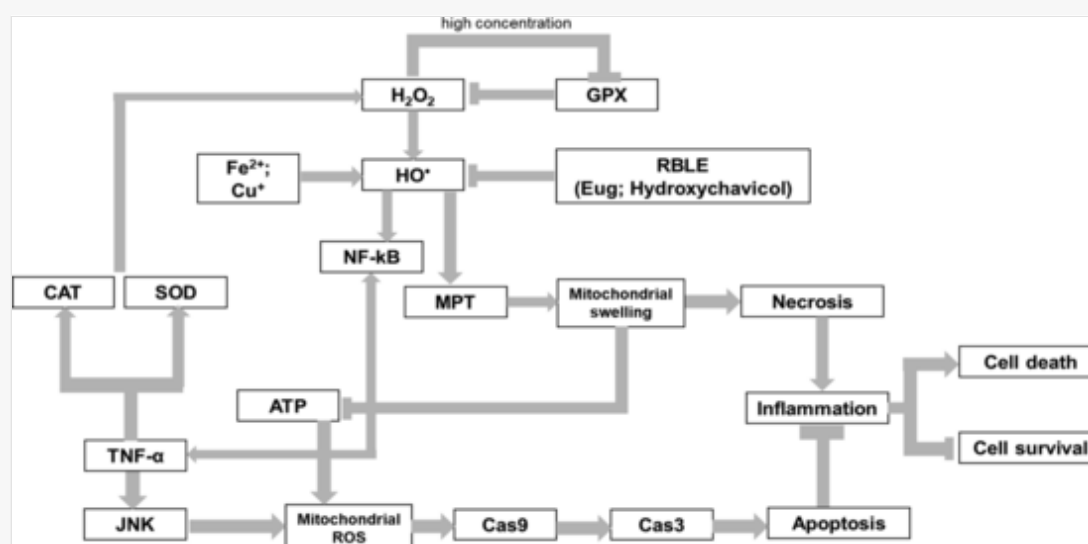 high concentration
H₂O₂
GPX
Fe²⁺;
Cu⁺
HO•
RBLE
(Eug; Hydroxychavicol)
NF-kB
CAT
SOD
MPT
Mitochondrial
swelling
Necrosis
Cell death
ATP
Inflammation
Cell survival
TNF-α
JNK
Mitochondrial
ROS
Cas9
Cas3
Apoptosis